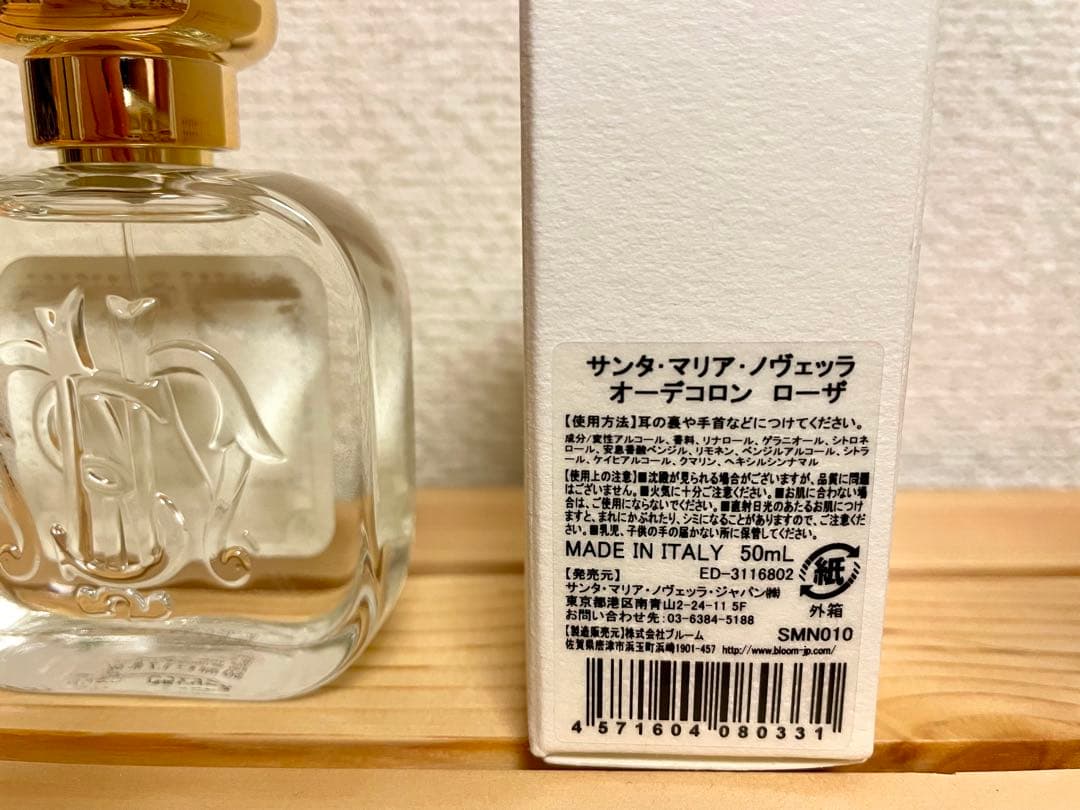 サンタ・マリア・ノヴェッラ
オーデコロン ローザ
【使用方法】耳の裏や手首などにつけてください。
成分/変性アルコール、香料、リナロール、ゲラニオール、シトロネ
ロール、安息香酸ベンジル、リモネン、ベンジルアルコール、シトラ
ール、ケイヒアルコール、クマリン、ヘキシルシンナマル
【使用上の注意】■沈殿が見られる場合がございますが、品質に問題
はございません。■火気に十分ご注意ください。■お肌に合わない場
合は、ご使用にならないでください。■直射日光のあたるお肌につけ
ますと、まれにかぶれたり、シミになることがありますので、ご注意くだ
さい。■乳児、子供の手の届かない所に保管してください。
MADE IN ITALY 50mL
ED-3116802
紙
外箱
【発売元】
サンタ・マリア・ノヴェッラ・ジャパン㈱
東京都港区南青山2-24-11 5F
お問い合わせ先:03-6384-5188
SMN010
【製造販売元】株式会社ブルーム
佐賀県唐津市浜玉町浜崎1901-457 http://www.bloom-jp.com/
4 571604 080331